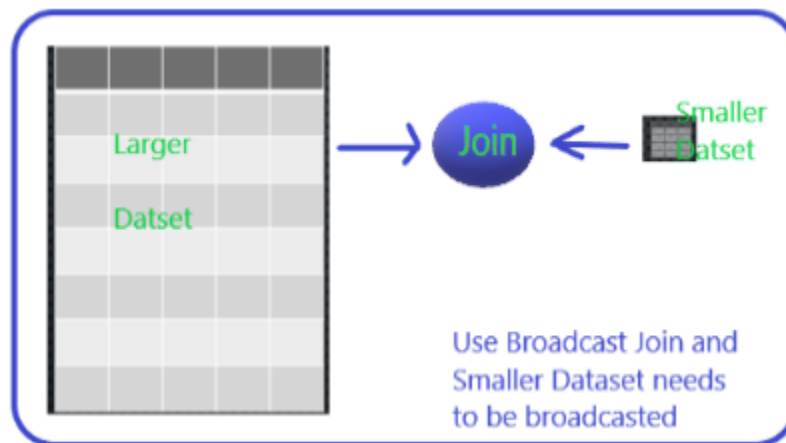 Larger
Datset
Join
Smaller
Datset
Use Broadcast Join and
Smaller Dataset needs
to be broadcasted